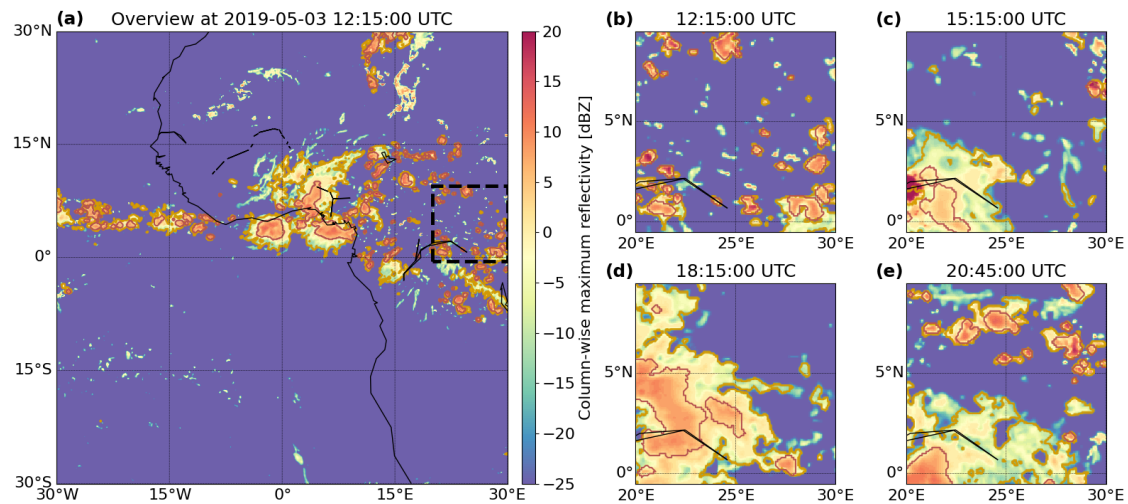 (a) Overview at 2019-05-03 12:15:00 UTC
30°N
15°N
0°
15°S
30°S
30°W 15°W 0° 15°E 30°E
20
15
10
5
0
−5
−10
−15
−20
−25
Column-wise maximum reflectivity [dBZ]
(b) 12:15:00 UTC
5°N
0°
20°E 25°E 30°E
(c) 15:15:00 UTC
5°N
0°
20°E 25°E 30°E
(d) 18:15:00 UTC
5°N
0°
20°E 25°E 30°E
(e) 20:45:00 UTC
5°N
0°
20°E 25°E 30°E